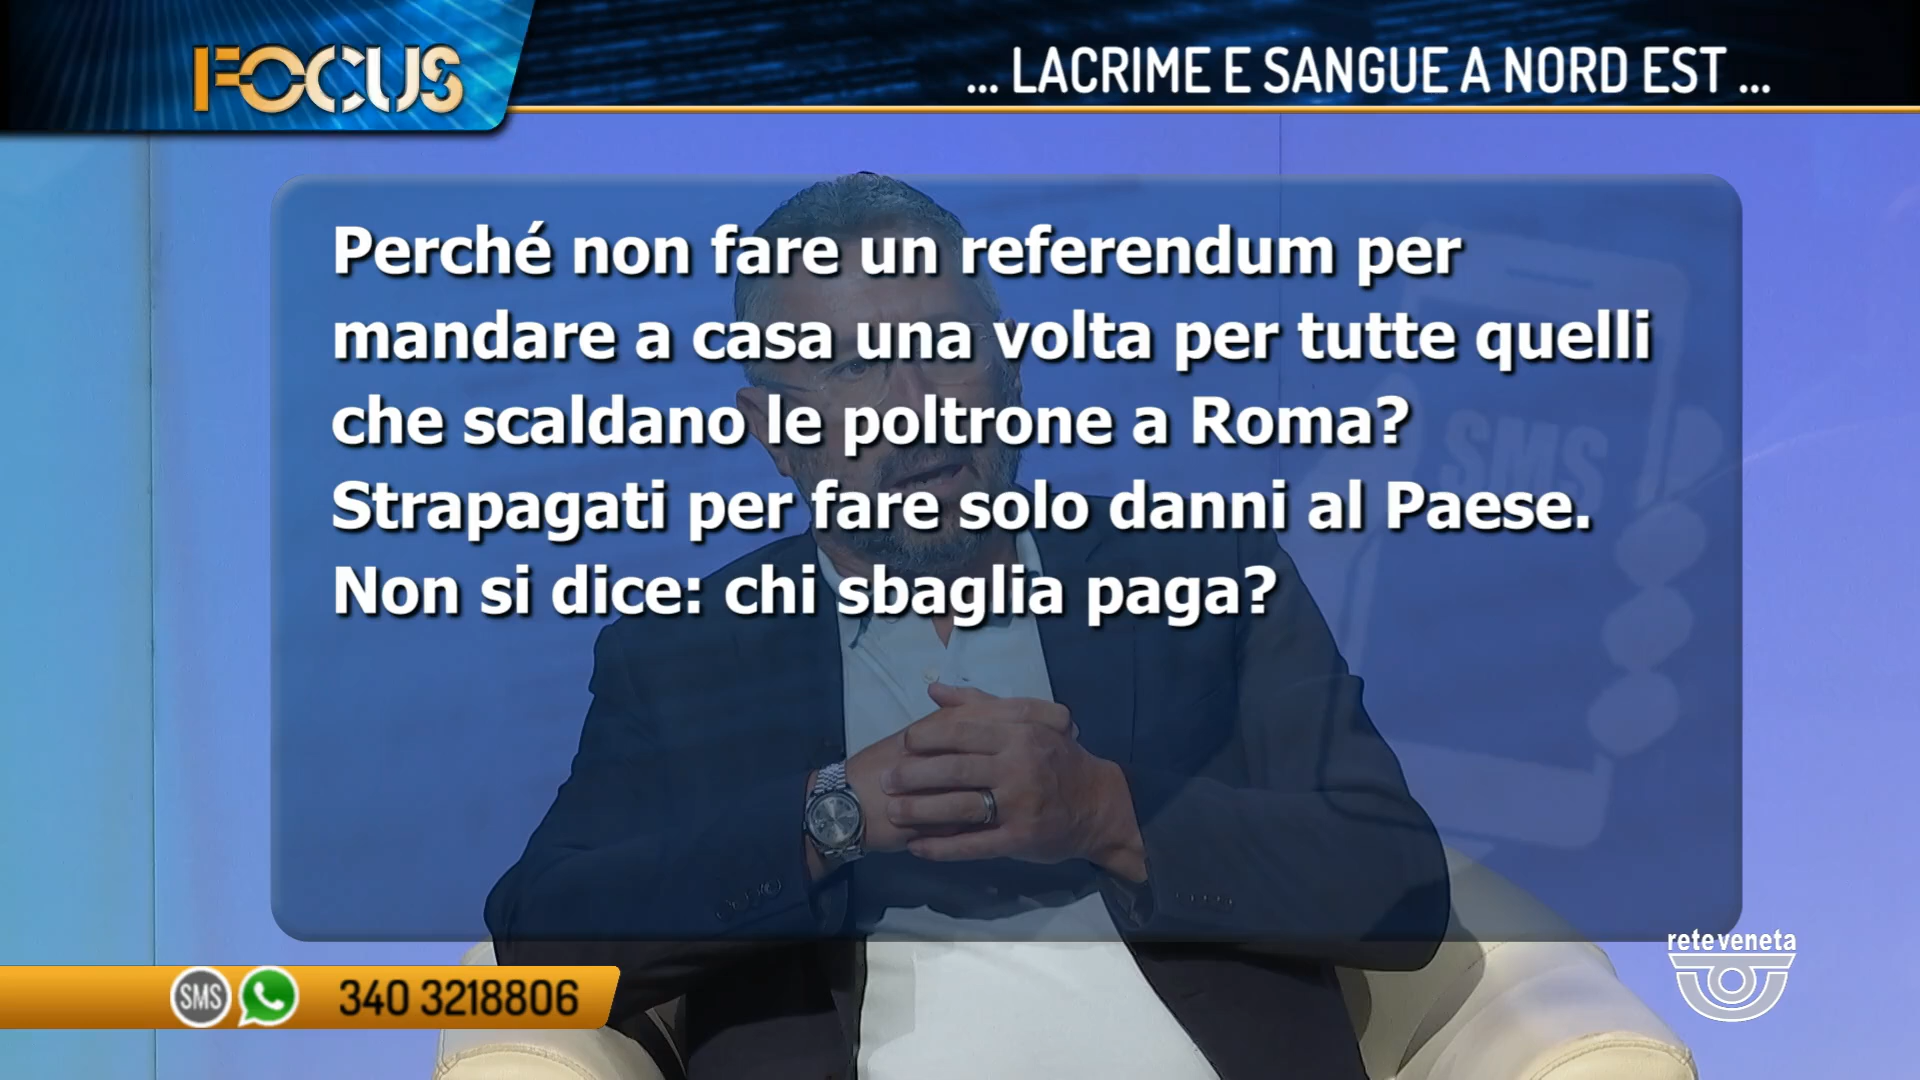 FOCUS
... LACRIME E SANGUE A NORD EST ...
Perché non fare un referendum per
mandare a casa una volta per tutte quelli
che scaldano le poltrone a Roma?
Strapagati per fare solo danni al Paese.
Non si dice: chi sbaglia paga?
SMS
SMS
340 3218806
reteveneta